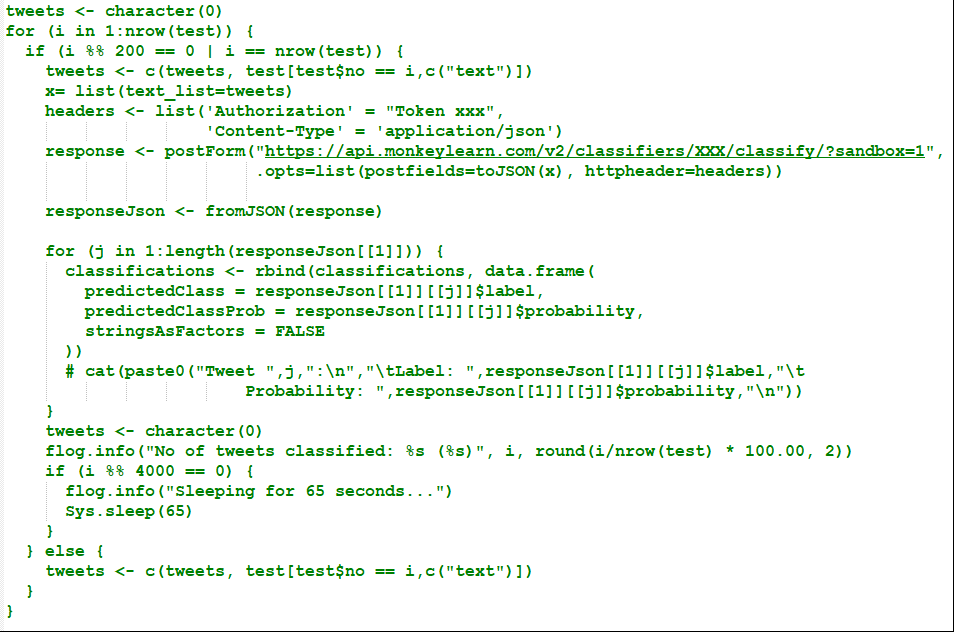 tweets <- character(0)
for (i in 1:nrow(test)) {
  if (i %% 200 == 0 | i == nrow(test)) {
    tweets <- c(tweets, test[test$no == i,c("text")])
    x= list(text_list=tweets)
    headers <- list('Authorization' = "Token xxx",
                    'Content-Type' = 'application/json')
    response <- postForm("https://api.monkeylearn.com/v2/classifiers/XXX/classify/?sandbox=1",
                         .opts=list(postfields=toJSON(x), httpheader=headers))
    responseJson <- fromJSON(response)
    for (j in 1:length(responseJson[[1]])) {
      classifications <- rbind(classifications, data.frame(
        predictedClass = responseJson[[1]][[j]]$label,
        predictedClassProb = responseJson[[1]][[j]]$probability,
        stringsAsFactors = FALSE
      ))
      # cat(paste0("Tweet ",j,":\n","\tLabel: ",responseJson[[1]][[j]]$label,"\t
                        Probability: ",responseJson[[1]][[j]]$probability,"\n"))
    }
    tweets <- character(0)
    flog.info("No of tweets classified: %s (%s)", i, round(i/nrow(test) * 100.00, 2))
    if (i %% 4000 == 0) {
      flog.info("Sleeping for 65 seconds...")
      Sys.sleep(65)
    }
  } else {
    tweets <- c(tweets, test[test$no == i,c("text")])
  }
}